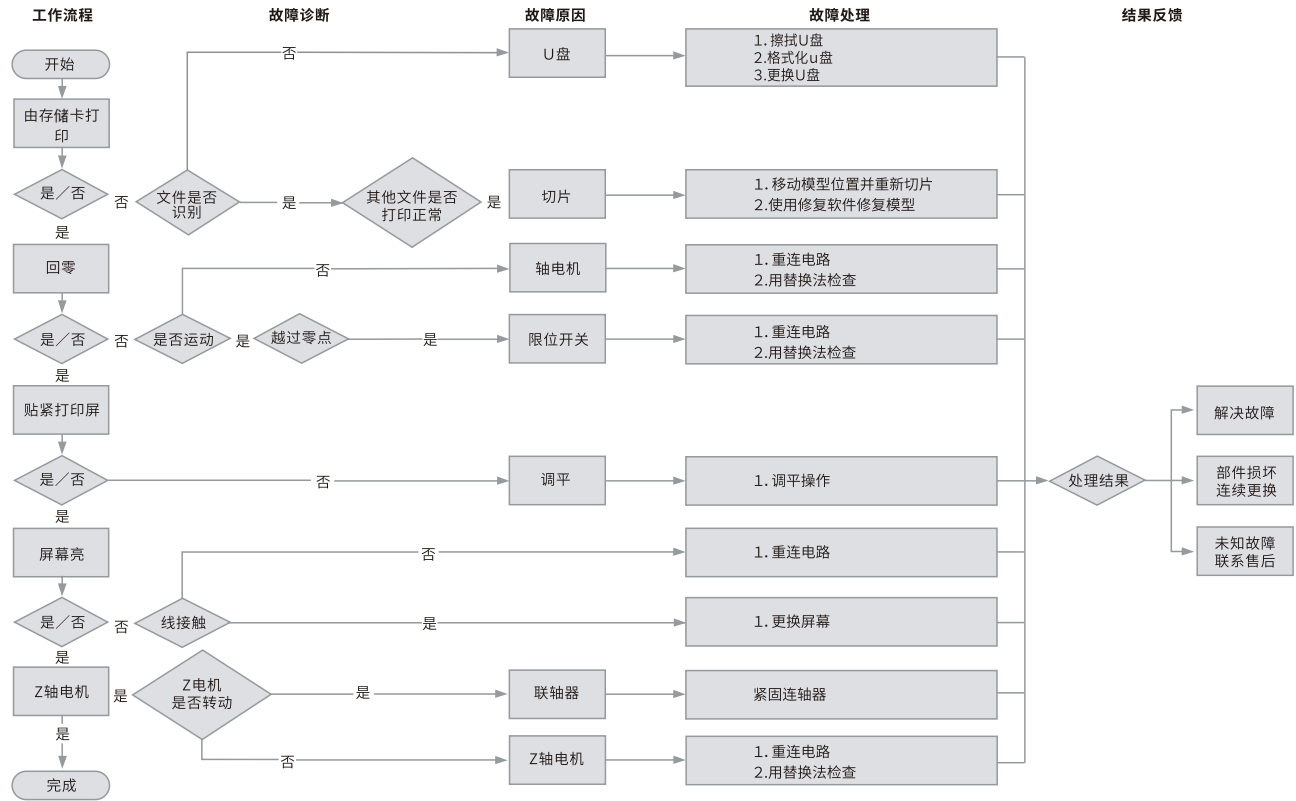 工作流程
故障诊断
故障原因
故障处理
结果反馈
开始
由存储卡打
印
是／否
否
是
文件是否
识别
否
是
其他文件是否
打印正常
是
U盘
1. 擦拭U盘
2.格式化u盘
3.更换U盘
切片
1. 移动模型位置并重新切片
2.使用修复软件修复模型
回零
是／否
否
是
是否运动
否
是
越过零点
是
轴电机
1. 重连电路
2.用替换法检查
限位开关
1. 重连电路
2.用替换法检查
贴紧打印屏
是／否
否
是
调平
1. 调平操作
屏幕亮
是／否
否
是
线接触
否
是
1. 重连电路
1. 更换屏幕
Z轴电机
是
是
Z电机
是否转动
是
否
联轴器
紧固连轴器
Z轴电机
1. 重连电路
2.用替换法检查
完成
处理结果
解决故障
部件损坏
连续更换
未知故障
联系售后